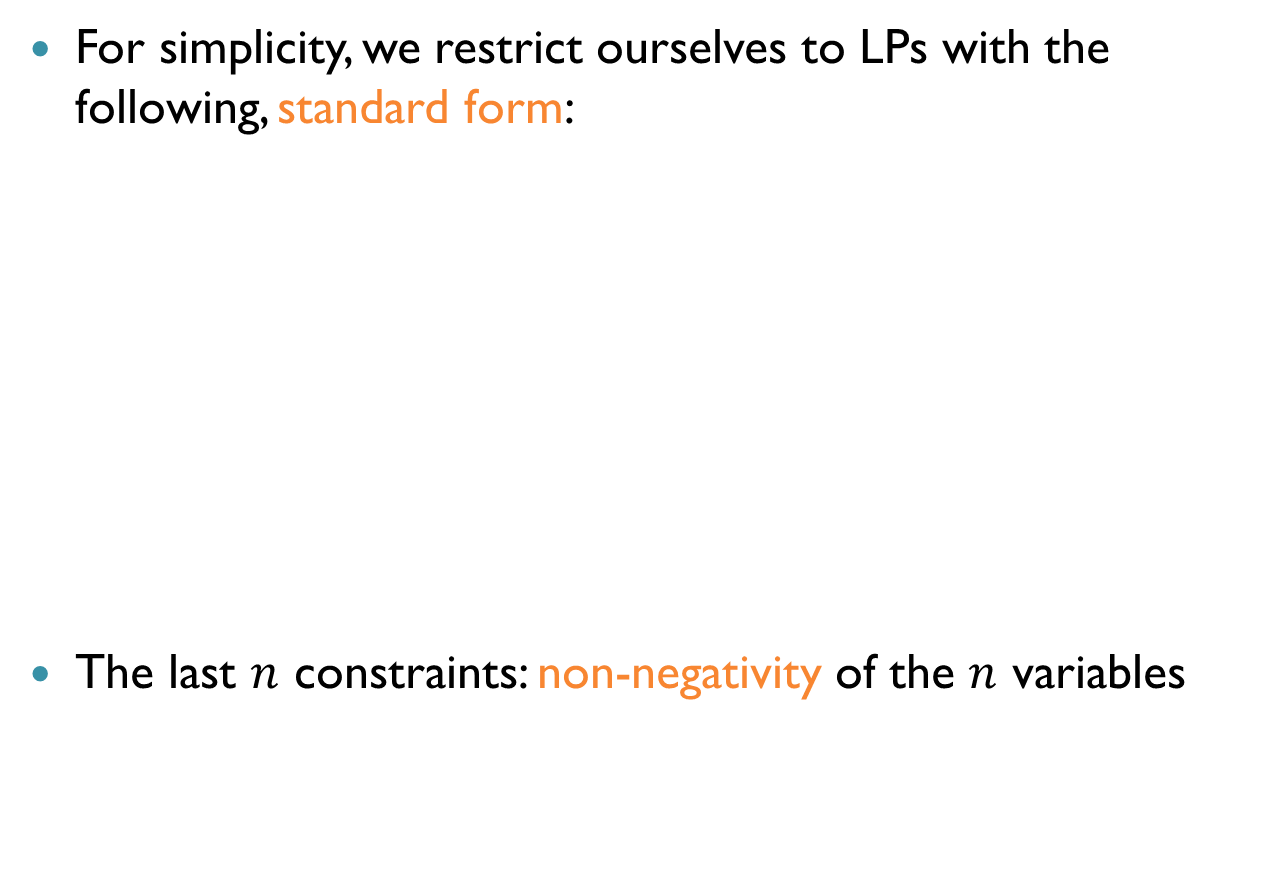 • For simplicity, we restrict ourselves to LPs with the
following, standard form:
• The last n constraints: non-negativity of the n variables